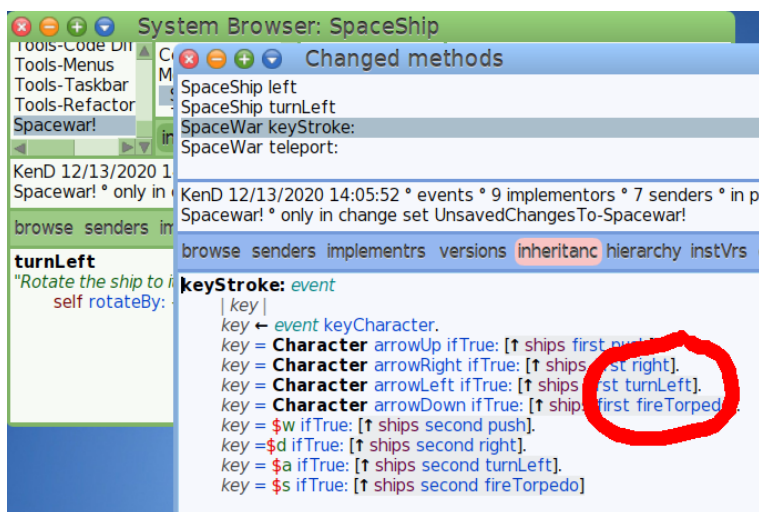 System Browser: SpaceShip
Tools-Code Dif
Tools-Menus
Tools-Taskbar
Tools-Refactor
Spacewar!
KenD 12/13/2020 1
Spacewar! ° only in
browse senders im
turnLeft
"Rotate the ship to i
self rotateBy:
Changed methods
SpaceShip left
SpaceShip turnLeft
SpaceWar keyStroke:
SpaceWar teleport:
KenD 12/13/2020 14:05:52 ° events ° 9 implementors ° 7 senders ° in p
Spacewar! ° only in change set UnsavedChangesTo-Spacewar!
browse senders implementrs versions inheritanc hierarchy instVrs
keyStroke: event
| key |
key ← event keyCharacter.
key = Character arrowUp ifTrue: [↑ ships first push].
key = Character arrowRight ifTrue: [↑ ships first right].
key = Character arrowLeft ifTrue: [↑ ships first turnLeft].
key = Character arrowDown ifTrue: [↑ ships first fireTorpedo].
key = $w ifTrue: [↑ ships second push].
key =$d ifTrue: [↑ ships second right].
key = $a ifTrue: [↑ ships second turnLeft].
key = $s ifTrue: [↑ ships second fireTorpedo]